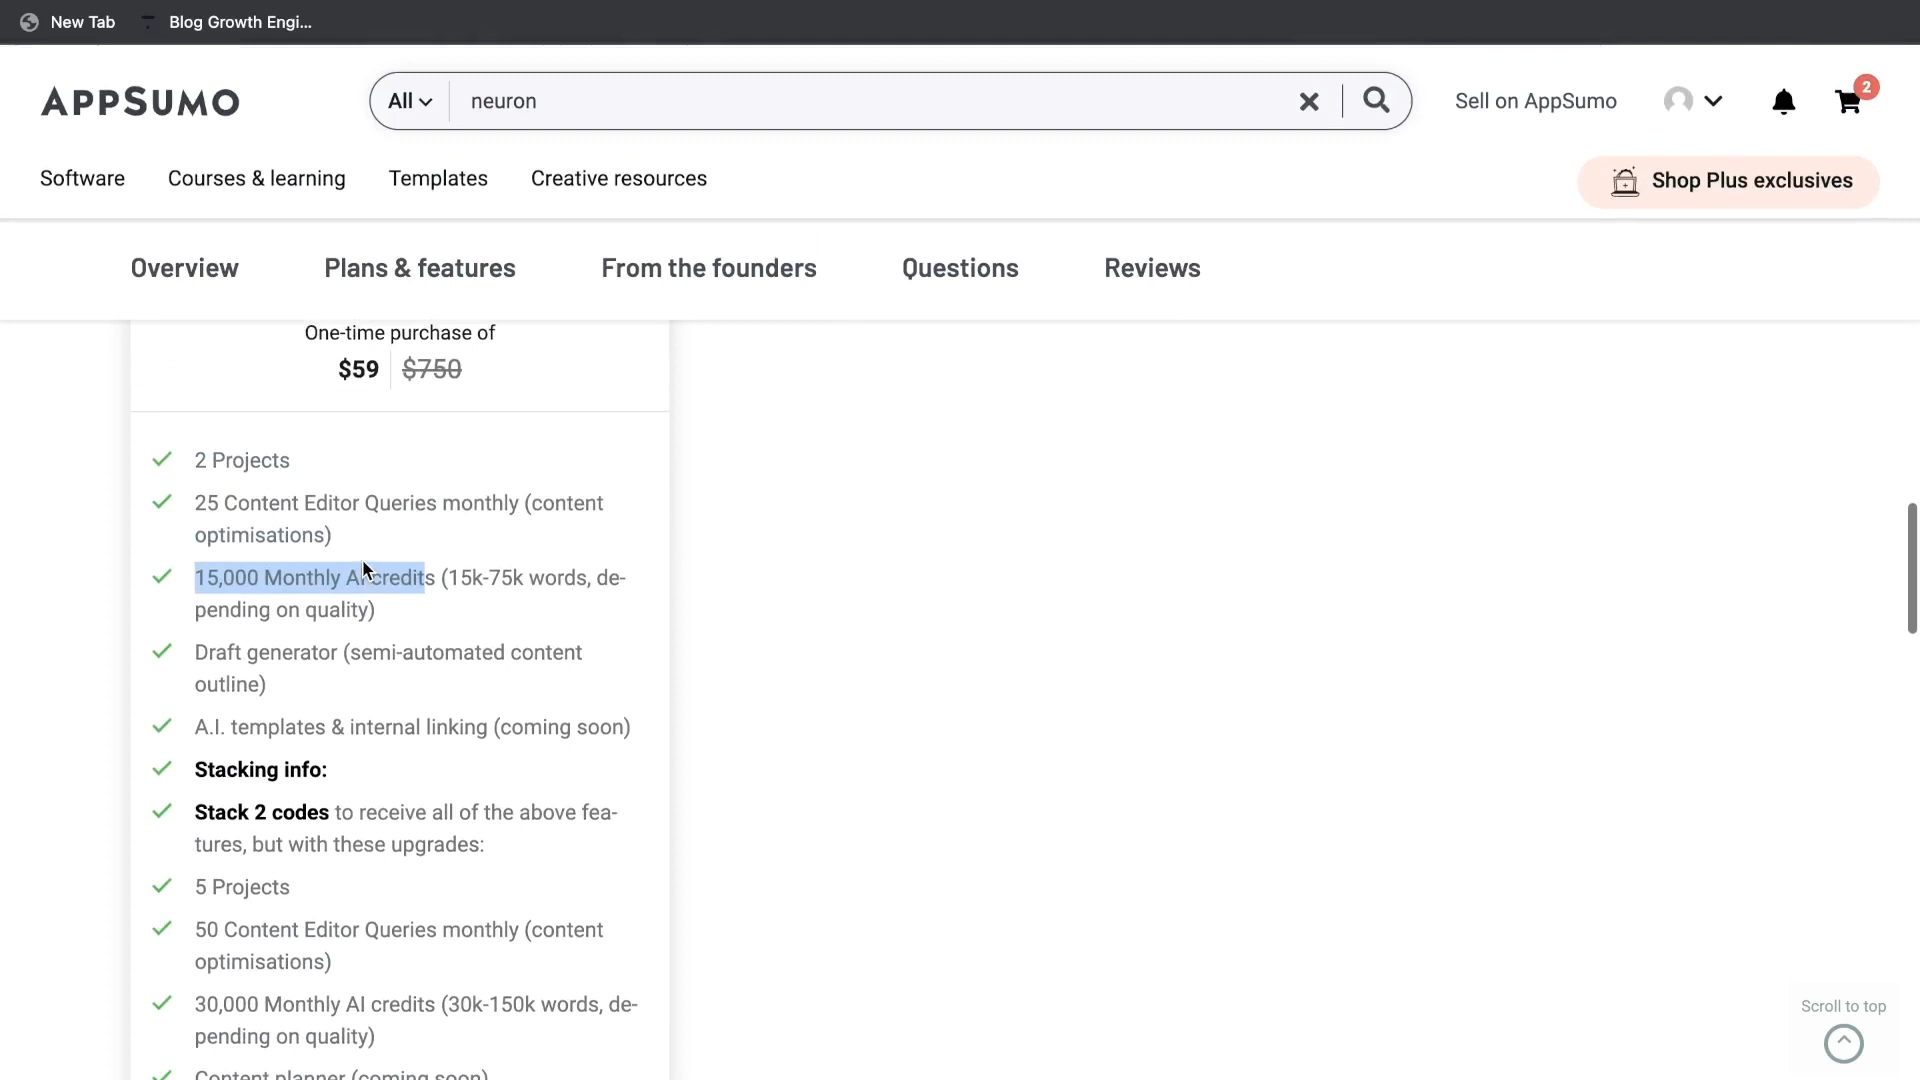 New Tab
Blog Growth Engi...
APPSUMO
All
neuron
Sell on AppSumo
2
Software
Courses & learning
Templates
Creative resources
Shop Plus exclusives
Overview
Plans & features
From the founders
Questions
Reviews
One-time purchase of
$59 $750
2 Projects
25 Content Editor Queries monthly (content
optimisations)
15,000 Monthly AI credits (15k-75k words, de-
pending on quality)
Draft generator (semi-automated content
outline)
A.I. templates & internal linking (coming soon)
Stacking info:
Stack 2 codes to receive all of the above fea-
tures, but with these upgrades:
5 Projects
50 Content Editor Queries monthly (content
optimisations)
30,000 Monthly AI credits (30k-150k words, de-
pending on quality)
Content planner (coming soon)
Scroll to top